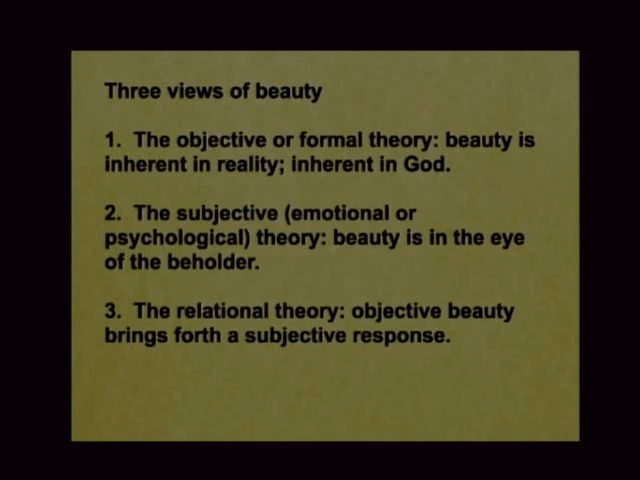 Three views of beauty
1. The objective or formal theory: beauty is
inherent in reality; inherent in God.
2. The subjective (emotional or
psychological) theory: beauty is in the eye
of the beholder.
3. The relational theory: objective beauty
brings forth a subjective response.